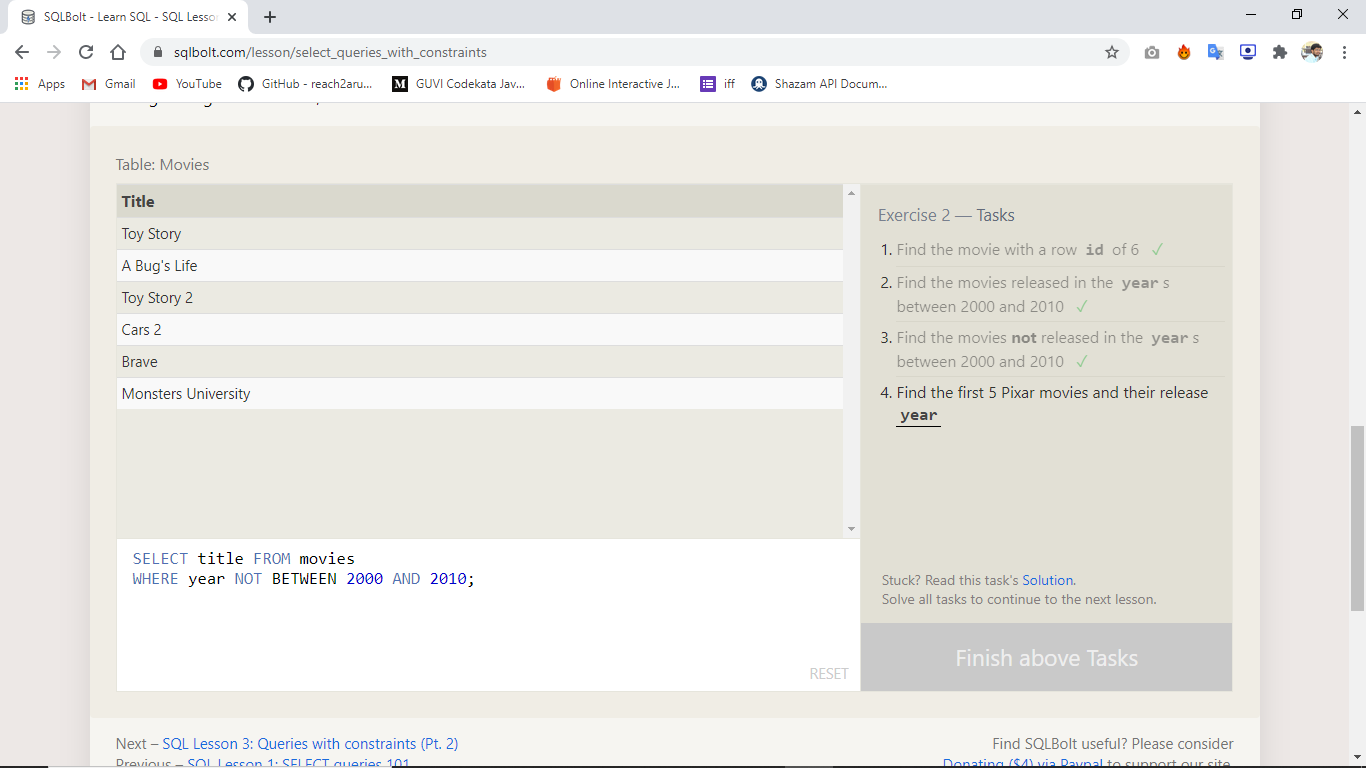 SQLBolt - Learn SQL - SQL Lesson
sqlbolt.com/lesson/select_queries_with_constraints
Apps
Gmail
YouTube
GitHub - reach2aru...
GUVI Codekata Jav...
Online Interactive J...
iff
Shazam API Docum...
Table: Movies
Title
Toy Story
A Bug's Life
Toy Story 2
Cars 2
Brave
Monsters University
SELECT title FROM movies
WHERE year NOT BETWEEN 2000 AND 2010;
RESET
Exercise 2 — Tasks
1. Find the movie with a row id of 6 ✓
2. Find the movies released in the year s
between 2000 and 2010 ✓
3. Find the movies not released in the year s
between 2000 and 2010 ✓
4. Find the first 5 Pixar movies and their release
year
Stuck? Read this task's Solution.
Solve all tasks to continue to the next lesson.
Finish above Tasks
Next – SQL Lesson 3: Queries with constraints (Pt. 2)
Previous – SQL Lesson 1: SELECT queries 101
Find SQLBolt useful? Please consider
Donating ($4) via Paypal to support our site.